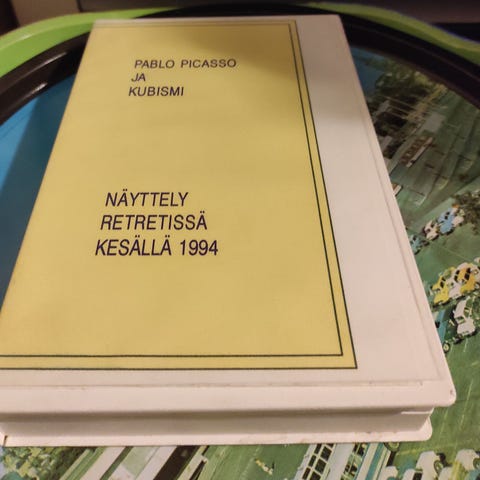 PABLO PICASSO
JA
KUBISMI
NÄYTTELY
RETRETISSÄ
KESÄLLÄ 1994